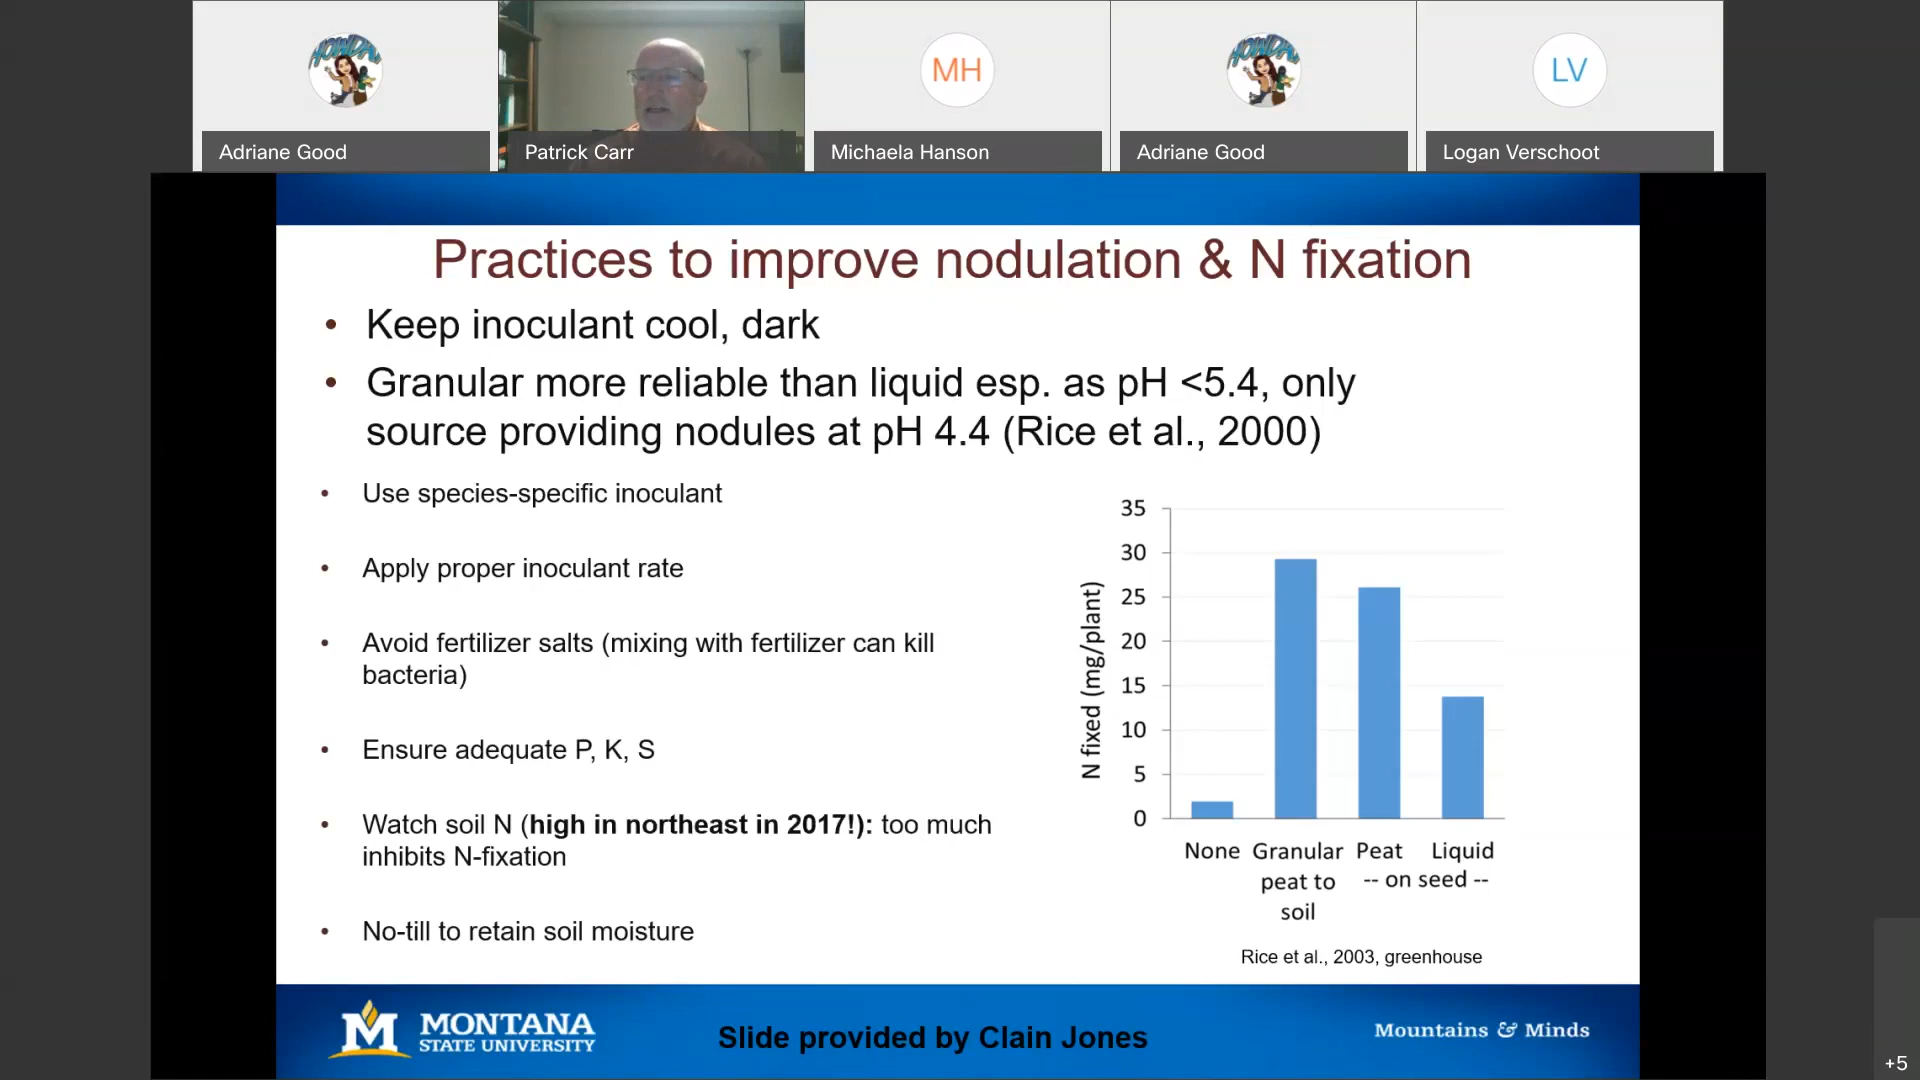 HOWDY
MH
HOWDY
LV
Adriane Good
Patrick Carr
Michaela Hanson
Adriane Good
Logan Verschoot
Practices to improve nodulation & N fixation
• Keep inoculant cool, dark
• Granular more reliable than liquid esp. as pH <5.4, only
source providing nodules at pH 4.4 (Rice et al., 2000)
• Use species-specific inoculant
• Apply proper inoculant rate
• Avoid fertilizer salts (mixing with fertilizer can kill
bacteria)
• Ensure adequate P, K, S
• Watch soil N (high in northeast in 2017!): too much
inhibits N-fixation
• No-till to retain soil moisture
N fixed (mg/plant)
35
30
25
20
15
10
5
0
None Granular Peat Liquid
peat to -- on seed --
soil
Rice et al., 2003, greenhouse
M MONTANA
STATE UNIVERSITY
Slide provided by Clain Jones
Mountains & Minds
+5